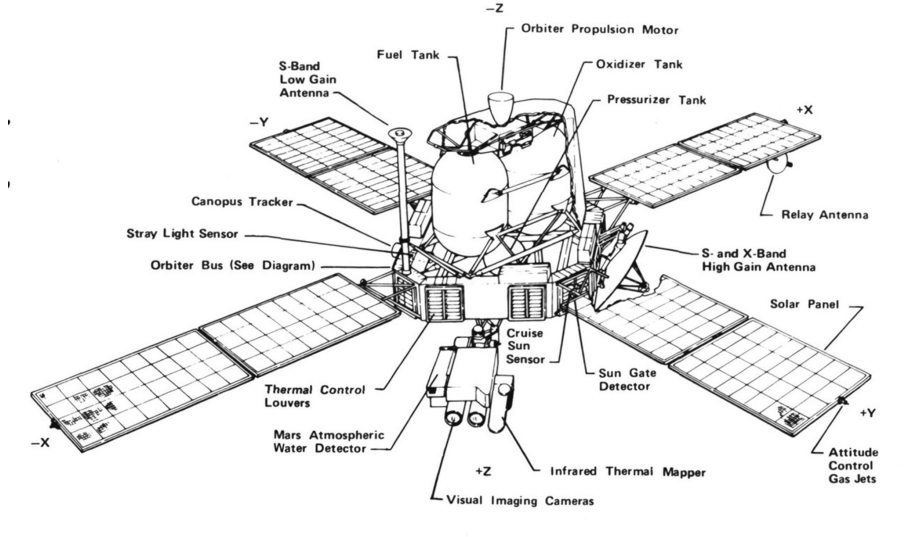 −Z
Orbiter Propulsion Motor
Fuel Tank
Oxidizer Tank
S-Band
Low Gain
Antenna
Pressurizer Tank
+X
−Y
Canopus Tracker
Relay Antenna
Stray Light Sensor
S- and X-Band
High Gain Antenna
Orbiter Bus (See Diagram)
Solar Panel
Cruise
Sun
Sensor
Sun Gate
Detector
Thermal Control
Louvers
+Y
−X
Mars Atmospheric
Water Detector
Attitude
Control
Gas Jets
+Z
Infrared Thermal Mapper
Visual Imaging Cameras